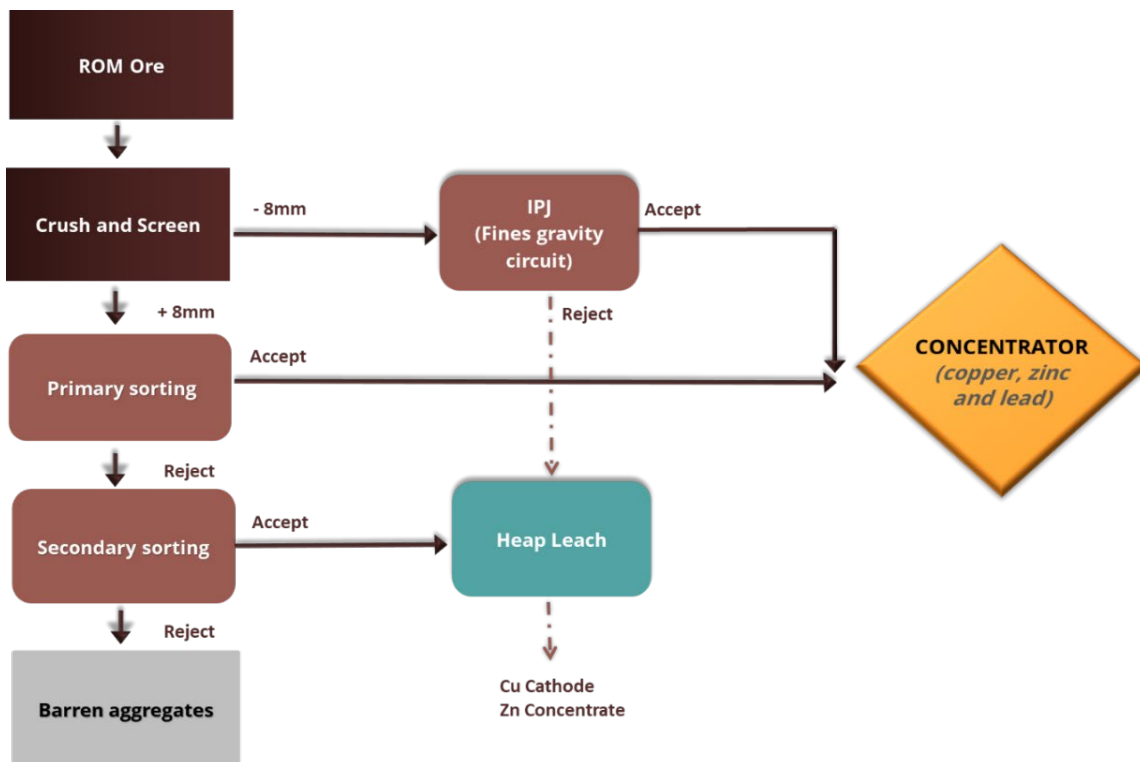 ROM Ore
Crush and Screen
- 8mm
IPJ
(Fines gravity
circuit)
Accept
Reject
+ 8mm
CONCENTRATOR
(copper, zinc
and lead)
Primary sorting
Accept
Reject
Secondary sorting
Accept
Heap Leach
Reject
Barren aggregates
Cu Cathode
Zn Concentrate